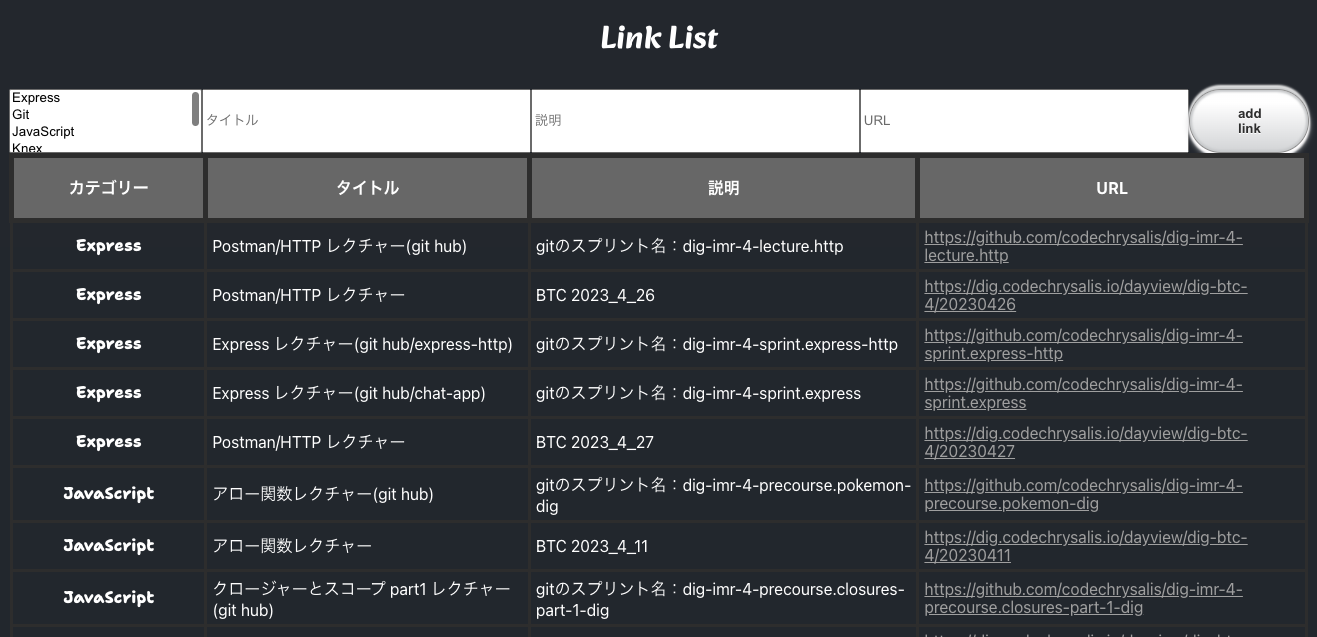 Link List
Express
Git
JavaScript
Knex
タイトル
説明
URL
add
link
カテゴリー タイトル 説明 URL
Express Postman/HTTP レクチャー(git hub) gitのスプリント名：dig-imr-4-lecture.http https://github.com/codechrysalis/dig-imr-4-
lecture.http
Express Postman/HTTP レクチャー BTC 2023_4_26 https://dig.codechrysalis.io/dayview/dig-btc-
4/20230426
Express Express レクチャー(git hub/express-http) gitのスプリント名：dig-imr-4-sprint.express-http https://github.com/codechrysalis/dig-imr-4-
sprint.express-http
Express Express レクチャー(git hub/chat-app) gitのスプリント名：dig-imr-4-sprint.express https://github.com/codechrysalis/dig-imr-4-
sprint.express
Express Postman/HTTP レクチャー BTC 2023_4_27 https://dig.codechrysalis.io/dayview/dig-btc-
4/20230427
JavaScript アロー関数レクチャー(git hub) gitのスプリント名：dig-imr-4-precourse.pokemon-
dig
https://github.com/codechrysalis/dig-imr-4-
precourse.pokemon-dig
JavaScript アロー関数レクチャー BTC 2023_4_11 https://dig.codechrysalis.io/dayview/dig-btc-
4/20230411
JavaScript クロージャーとスコープ part1 レクチャー
(git hub)
gitのスプリント名：dig-imr-4-precourse.closures-
part-1-dig
https://github.com/codechrysalis/dig-imr-4-
precourse.closures-part-1-dig